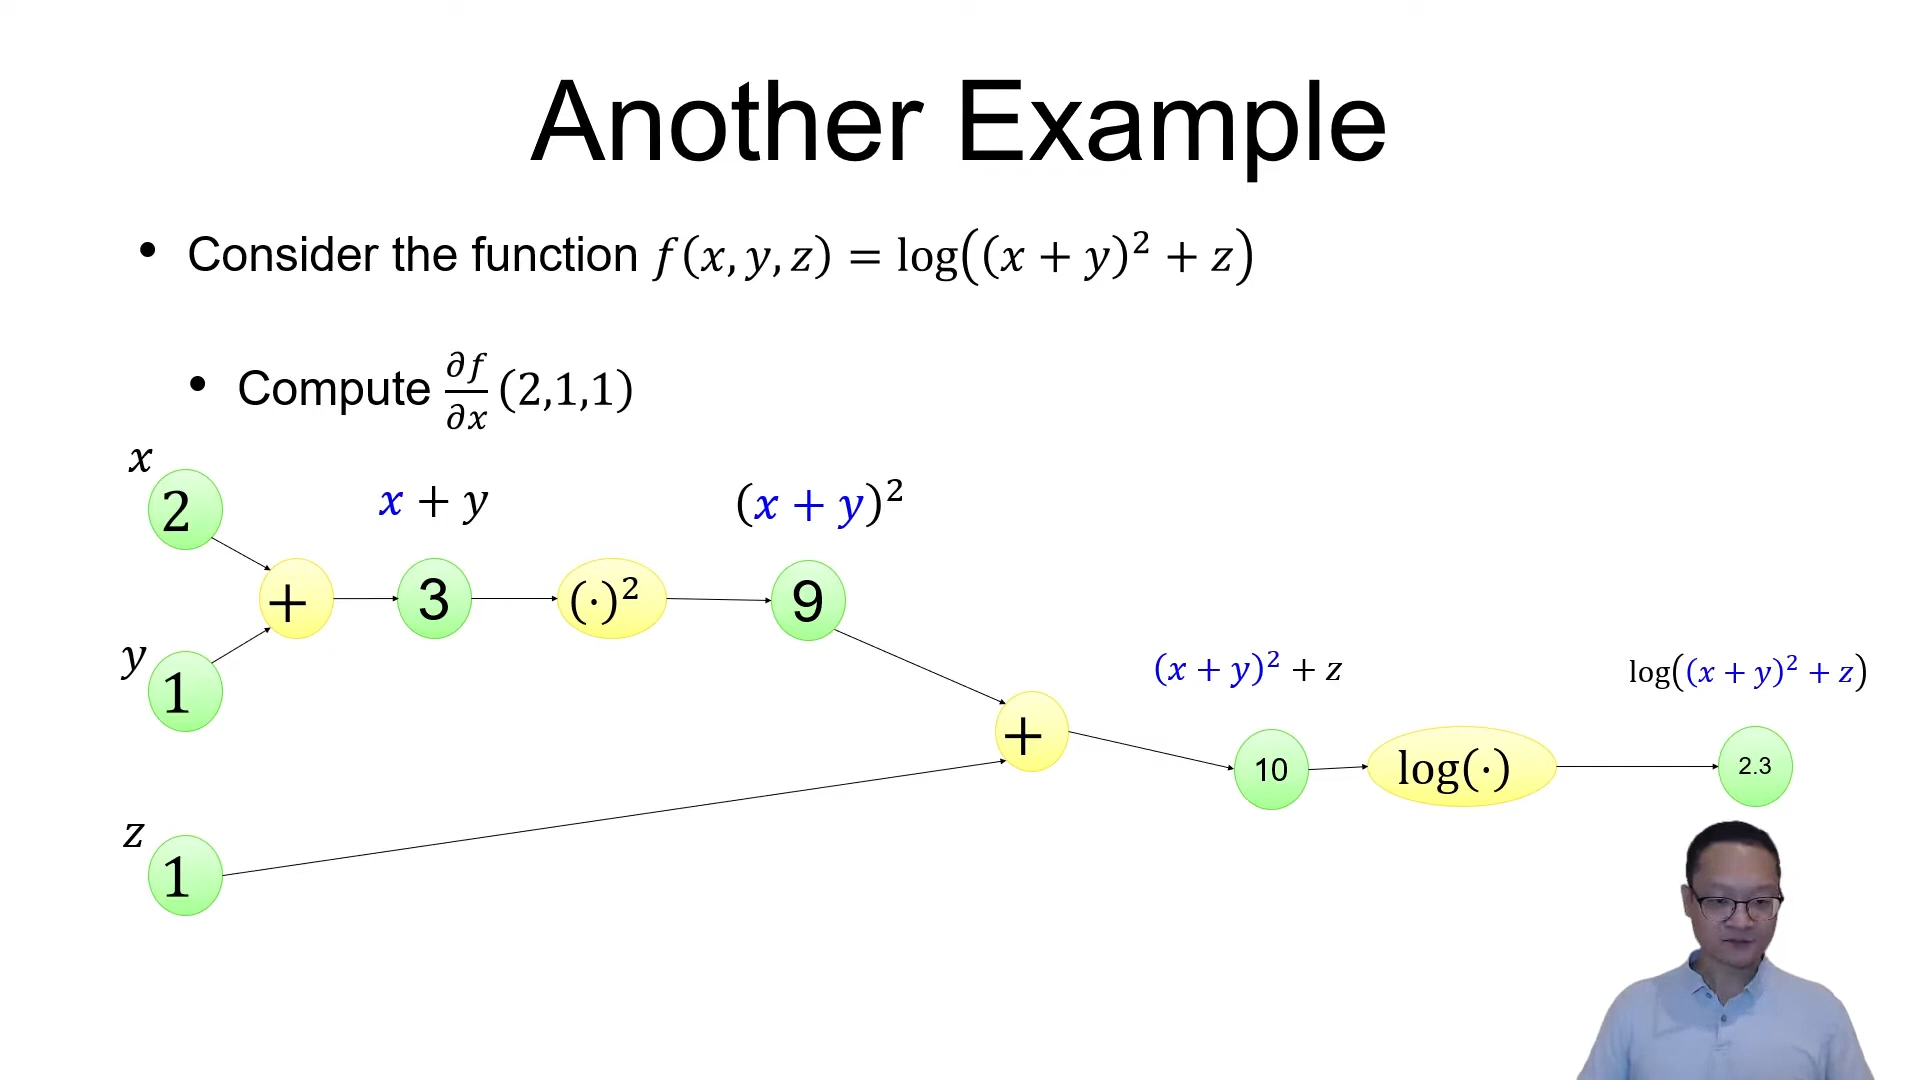 Another Example
• Consider the function f(x, y, z) = log((x + y)² + z)
• Compute ∂f/∂x (2,1,1)
x
2
x + y
(x + y)²
+
3
(·)²
9
y
1
(x + y)² + z
log((x + y)² + z)
+
10
log(·)
2.3
z
1